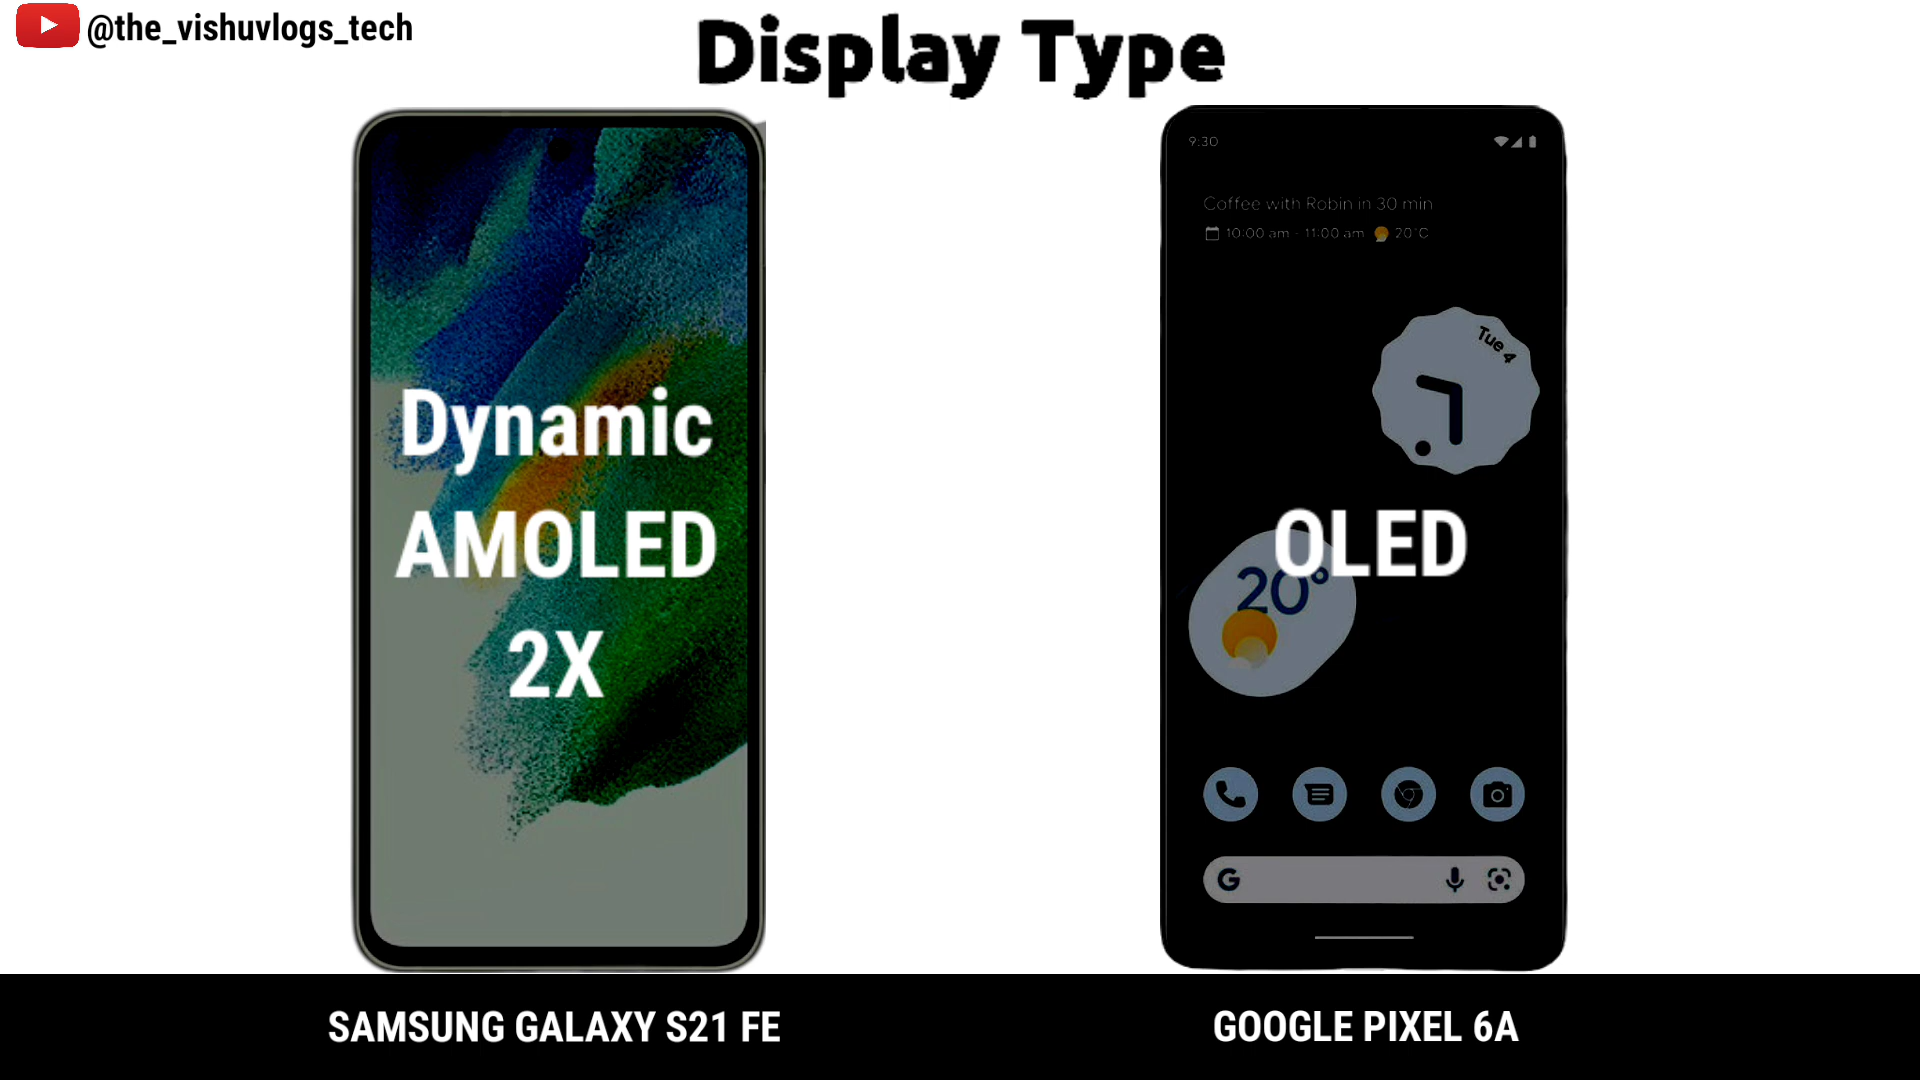 @the_vishuvlogs_tech
Display Type
Dynamic
AMOLED
2X
9:30
Coffee with Robin in 30 min
10:00 am - 11:00 am 20°C
Tue 4
OLED
20°
G
SAMSUNG GALAXY S21 FE
GOOGLE PIXEL 6A